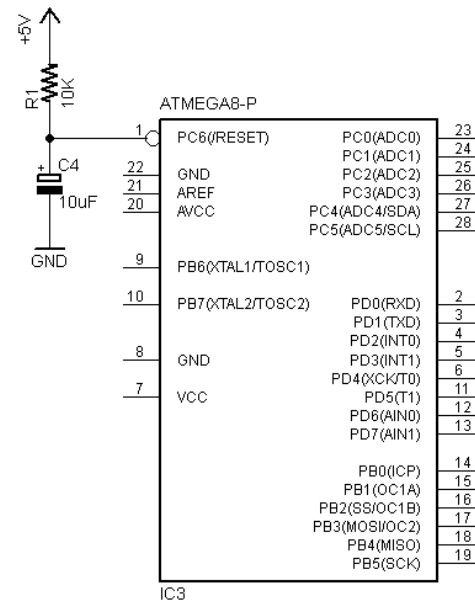 +5V
R1
10K
ATMEGA8-P
1 PC6(/RESET) PC0(ADC0) 23
PC1(ADC1) 24
+ C4
22 GND PC2(ADC2) 25
21 AREF PC3(ADC3) 26
10uF
20 AVCC PC4(ADC4/SDA) 27
PC5(ADC5/SCL) 28
GND
9 PB6(XTAL1/TOSC1)
10 PB7(XTAL2/TOSC2) PD0(RXD) 2
PD1(TXD) 3
PD2(INT0) 4
8 GND PD3(INT1) 5
PD4(XCK/T0) 6
7 VCC PD5(T1) 11
PD6(AIN0) 12
PD7(AIN1) 13
PB0(ICP) 14
PB1(OC1A) 15
PB2(SS/OC1B) 16
PB3(MOSI/OC2) 17
PB4(MISO) 18
PB5(SCK) 19
IC3